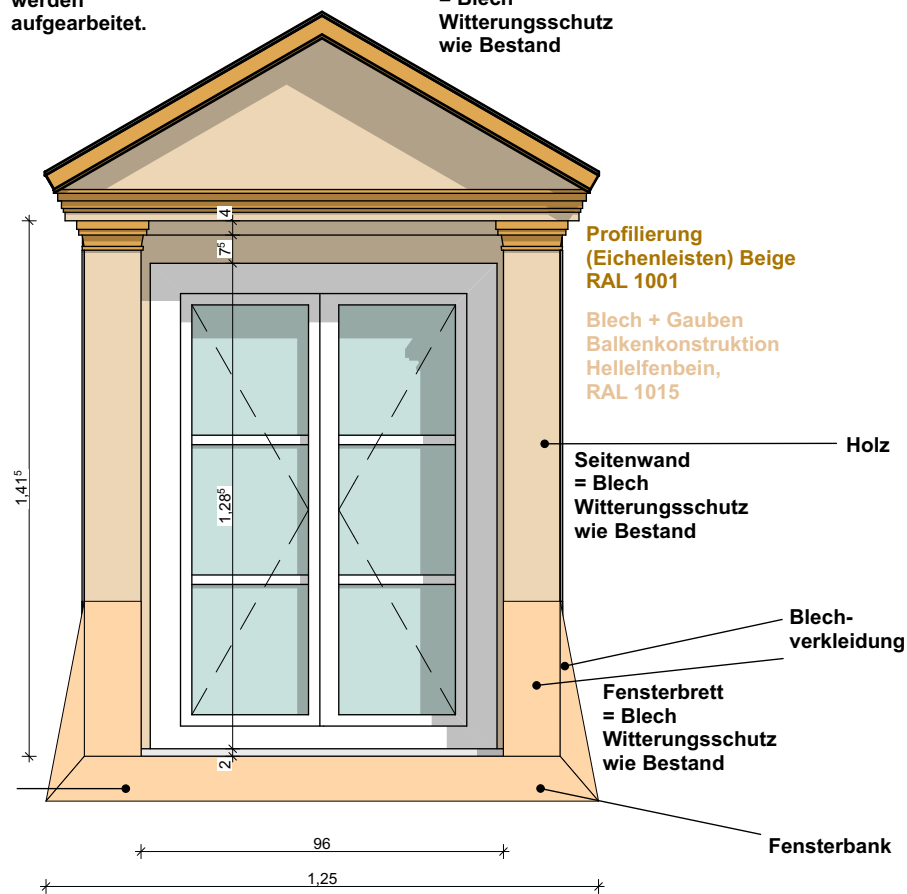 werden
aufgearbeitet.
= Blech
Witterungsschutz
wie Bestand
4
7⁵
Profilierung
(Eichenleisten) Beige
RAL 1001
Blech + Gauben
Balkenkonstruktion
Hellelfenbein,
RAL 1015
Holz
Seitenwand
= Blech
Witterungsschutz
wie Bestand
1,41⁵
1,28⁵
Blech-
verkleidung
Fensterbrett
= Blech
Witterungsschutz
wie Bestand
2
Fensterbank
96
1,25